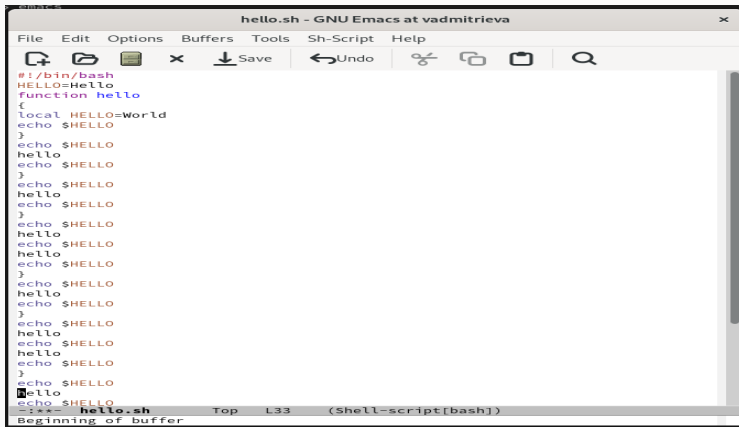 emacs
hello.sh - GNU Emacs at vadmitrieva
File Edit Options Buffers Tools Sh-Script Help
Save Undo
#!/bin/bash
HELLO=Hello
function hello
{
local HELLO=World
echo $HELLO
}
echo $HELLO
hello
echo $HELLO
}
echo $HELLO
hello
echo $HELLO
}
echo $HELLO
hello
echo $HELLO
hello
echo $HELLO
}
echo $HELLO
hello
echo $HELLO
}
echo $HELLO
hello
echo $HELLO
hello
echo $HELLO
}
echo $HELLO
hello
echo $HELLO
-:**- hello.sh Top L33 (Shell-script[bash])
Beginning of buffer